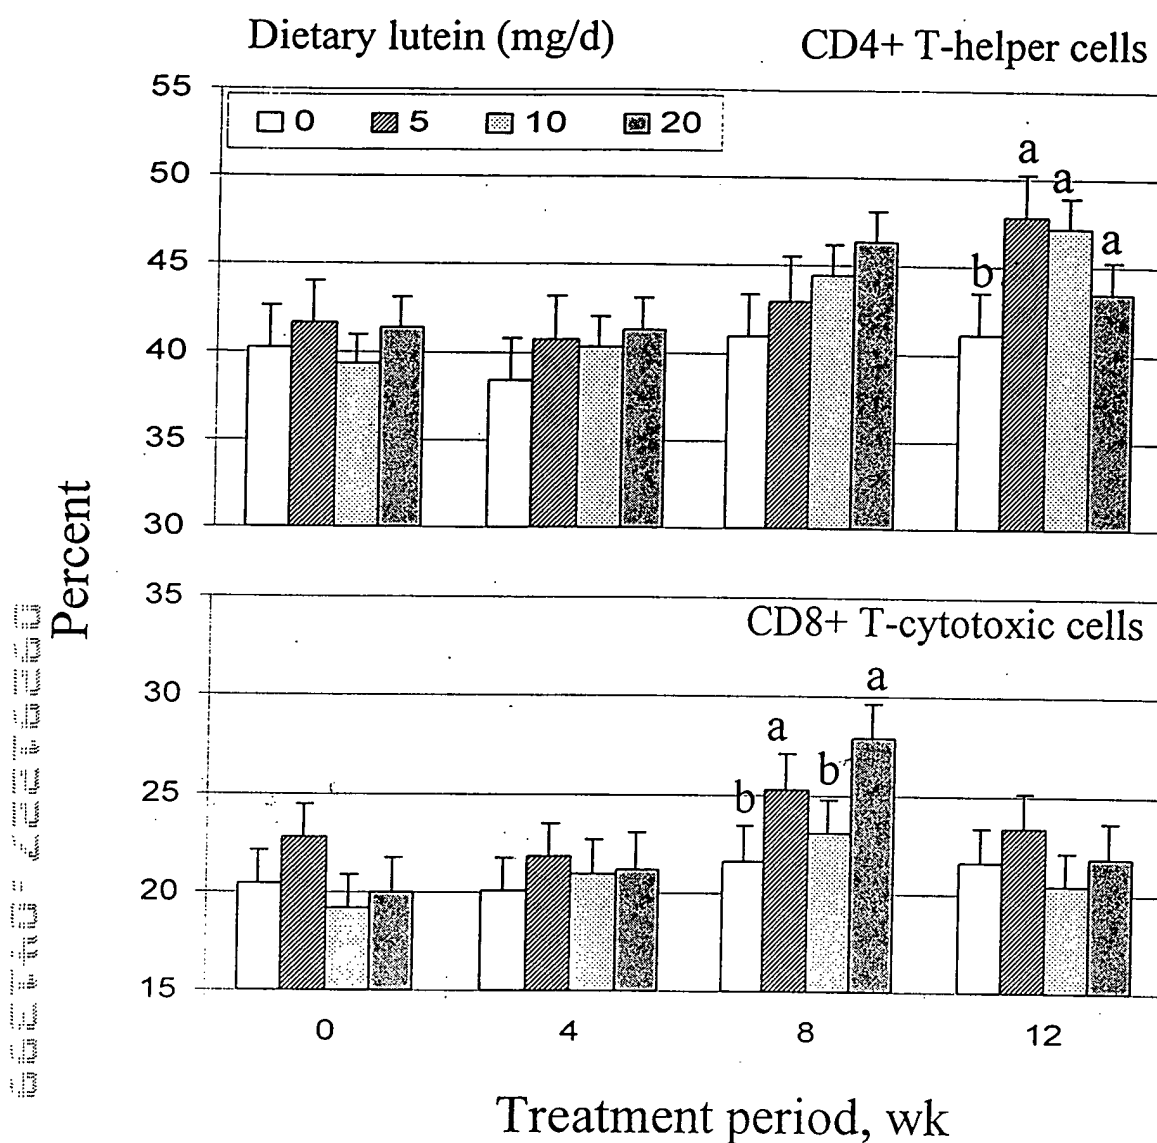 Dietary lutein (mg/d)
CD4+ T-helper cells
55
0 5 10 20
50
a
a
45
b
a
40
35
30
Percent
35
CD8+ T-cytotoxic cells
30
a
a
25
b
b
20
15
0 4 8 12
Treatment period, wk